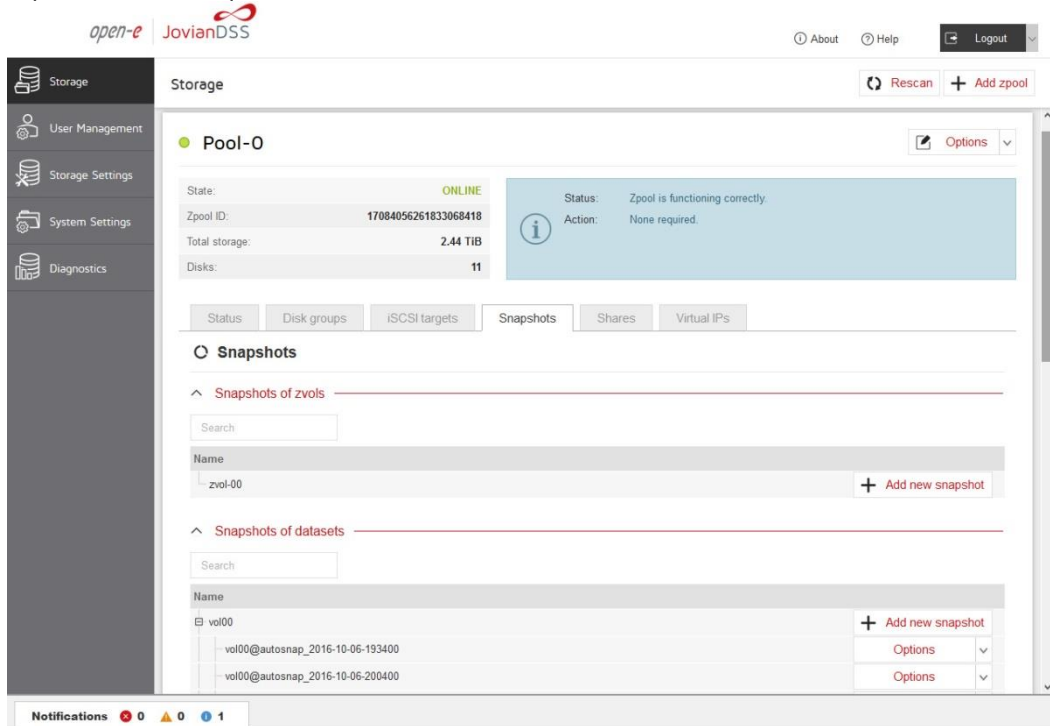 open-e JovianDSS
About Help Logout
Storage
User Management
Storage Settings
System Settings
Diagnostics
Storage
Rescan Add zpool
Pool-0
Options
State: ONLINE
Zpool ID: 17084056261833068418
Total storage: 2.44 TiB
Disks: 11
Status: Zpool is functioning correctly.
Action: None required.
Status Disk groups iSCSI targets Snapshots Shares Virtual IPs
Snapshots
Snapshots of zvols
Search
Name
zvol-00 Add new snapshot
Snapshots of datasets
Search
Name
vol00 Add new snapshot
vol00@autosnap_2016-10-06-193400 Options
vol00@autosnap_2016-10-06-200400 Options
Notifications 0 0 1